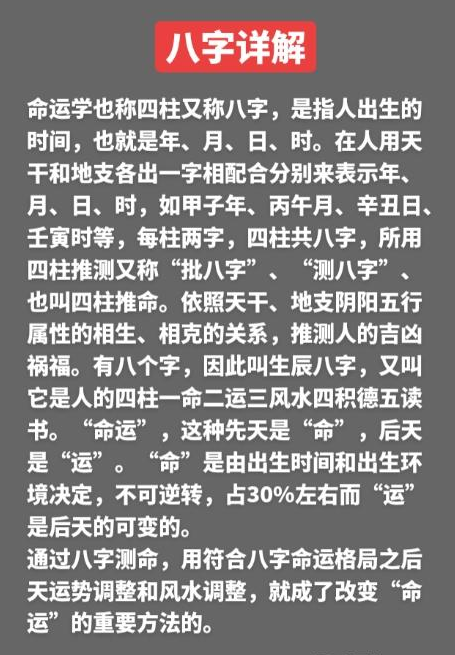 八字详解
命运学也称四柱又称八字，是指人出生的
时间，也就是年、月、日、时。在人用天
干和地支各出一字相配合分别来表示年、
月、日、时，如甲子年、丙午月、辛丑日、
壬寅时等，每柱两字，四柱共八字，所用
四柱推测又称“批八字”、“测八字”、
也叫四柱推命。依照天干、地支阴阳五行
属性的相生、相克的关系，推测人的吉凶
祸福。有八个字，因此叫生辰八字，又叫
它是人的四柱一命二运三风水四积德五读
书。“命运”，这种先天是“命”，后天
是“运”。“命”是由出生时间和出生环
境决定，不可逆转，占30%左右而“运”
是后天的可变的。
通过八字测命，用符合八字命运格局之后
天运势调整和风水调整，就成了改变“命
运”的重要方法的。